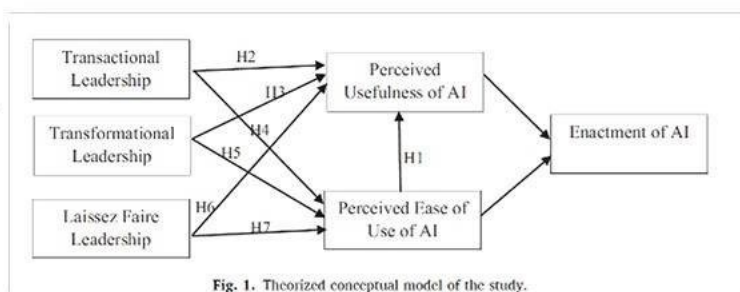 Transactional
Leadership
Transformational
Leadership
Laissez Faire
Leadership
H2
H3
H4
H5
H6
H7
Perceived
Usefulness of AI
H1
Perceived Ease of
Use of AI
Enactment of AI
Fig. 1. Theorized conceptual model of the study.